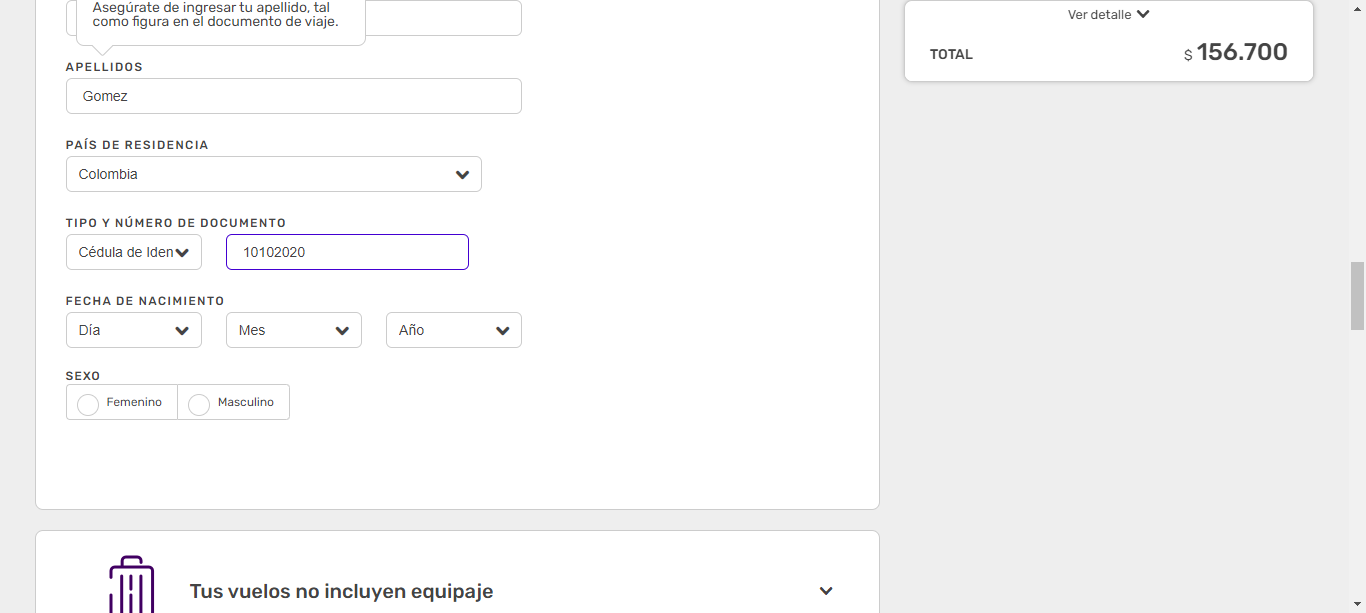 Asegúrate de ingresar tu apellido, tal
como figura en el documento de viaje.
APELLIDOS
Gomez
PAÍS DE RESIDENCIA
Colombia
TIPO Y NÚMERO DE DOCUMENTO
Cédula de Iden
10102020
FECHA DE NACIMIENTO
Día
Mes
Año
SEXO
Femenino
Masculino
Tus vuelos no incluyen equipaje
Ver detalle
TOTAL
$ 156.700